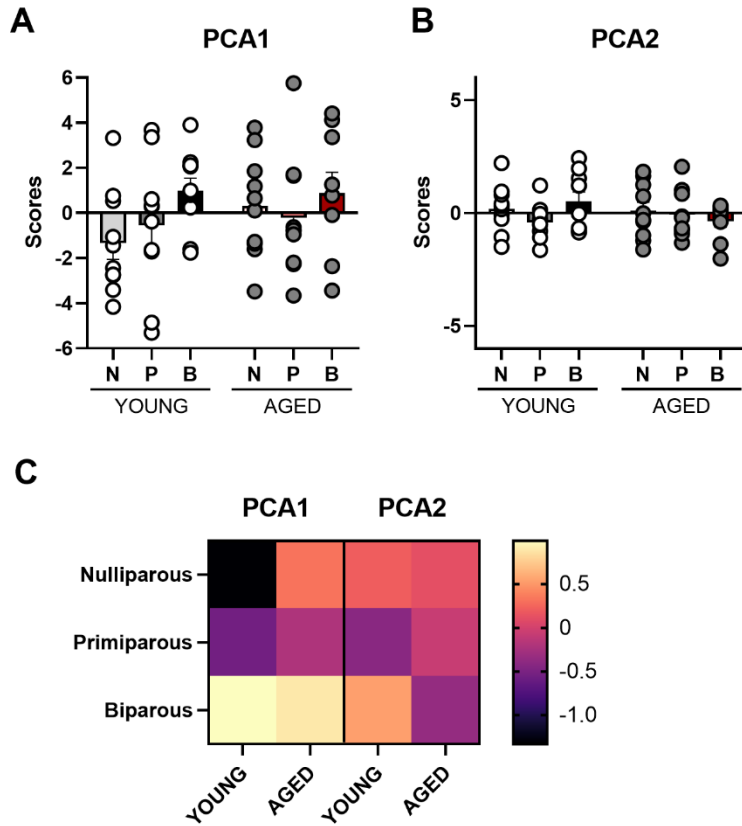 A
PCA1
Scores
6
4
2
0
-2
-4
-6
N P B N P B
YOUNG AGED
B
PCA2
Scores
5
0
-5
N P B N P B
YOUNG AGED
C
PCA1 PCA2
Nulliparous
Primiparous
Biparous
YOUNG AGED YOUNG AGED
0.5
0
-0.5
-1.0